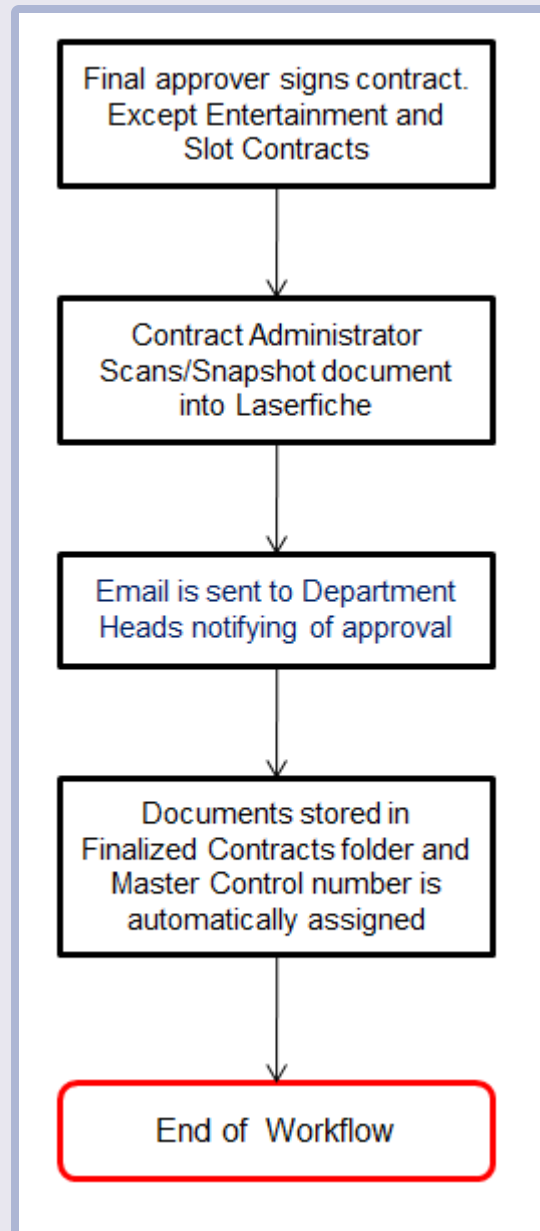 Final approver signs contract.
Except Entertainment and
Slot Contracts
Contract Administrator
Scans/Snapshot document
into Laserfiche
Email is sent to Department
Heads notifying of approval
Documents stored in
Finalized Contracts folder and
Master Control number is
automatically assigned
End of Workflow